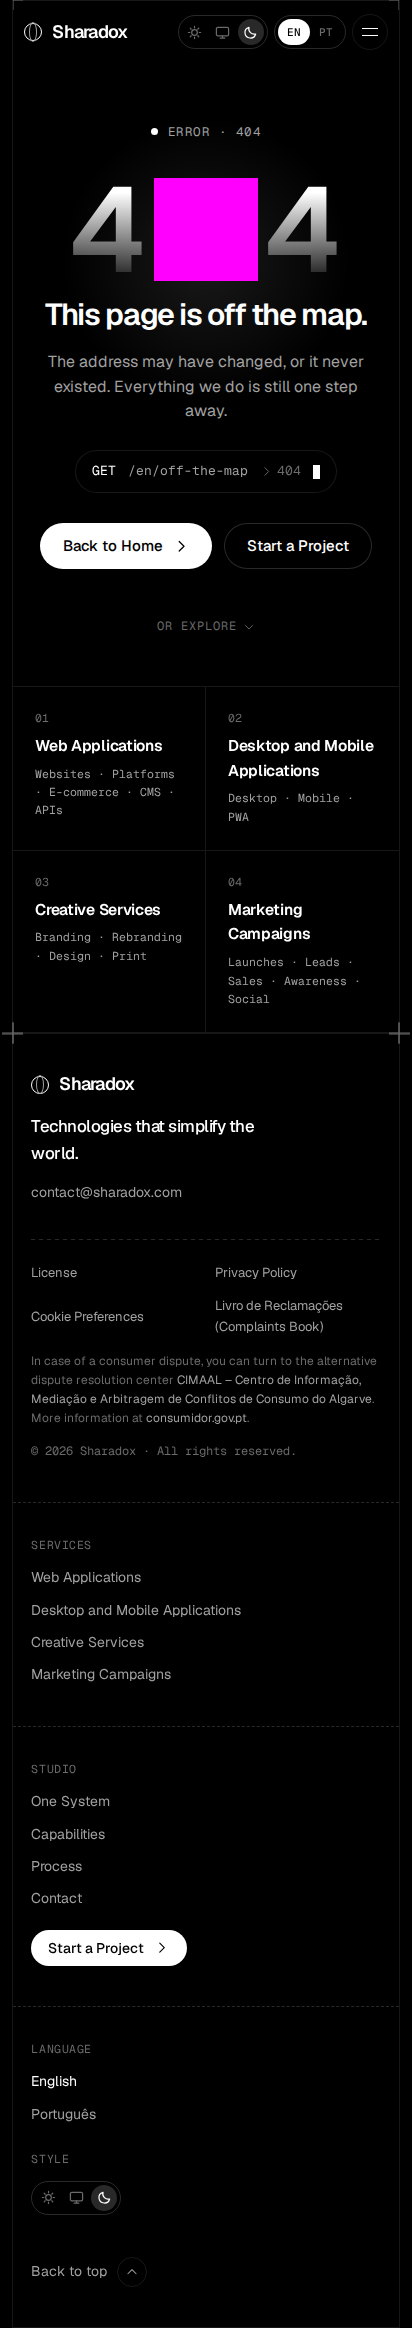 Sharadox
EN PT
ERROR · 404
4 4
This page is off the map.
The address may have changed, or it never
existed. Everything we do is still one step
away.
GET /en/off-the-map > 404
Back to Home
Start a Project
OR EXPLORE
01
Web Applications
Websites · Platforms
· E-commerce · CMS ·
APIs
02
Desktop and Mobile
Applications
Desktop · Mobile ·
PWA
03
Creative Services
Branding · Rebranding
· Design · Print
04
Marketing
Campaigns
Launches · Leads ·
Sales · Awareness ·
Social
Sharadox
Technologies that simplify the
world.
contact@sharadox.com
License
Privacy Policy
Cookie Preferences
Livro de Reclamações
(Complaints Book)
In case of a consumer dispute, you can turn to the alternative
dispute resolution center CIMAAL – Centro de Informação,
Mediação e Arbitragem de Conflitos de Consumo do Algarve.
More information at consumidor.gov.pt.
© 2026 Sharadox · All rights reserved.
SERVICES
Web Applications
Desktop and Mobile Applications
Creative Services
Marketing Campaigns
STUDIO
One System
Capabilities
Process
Contact
Start a Project
LANGUAGE
English
Português
STYLE
Back to top